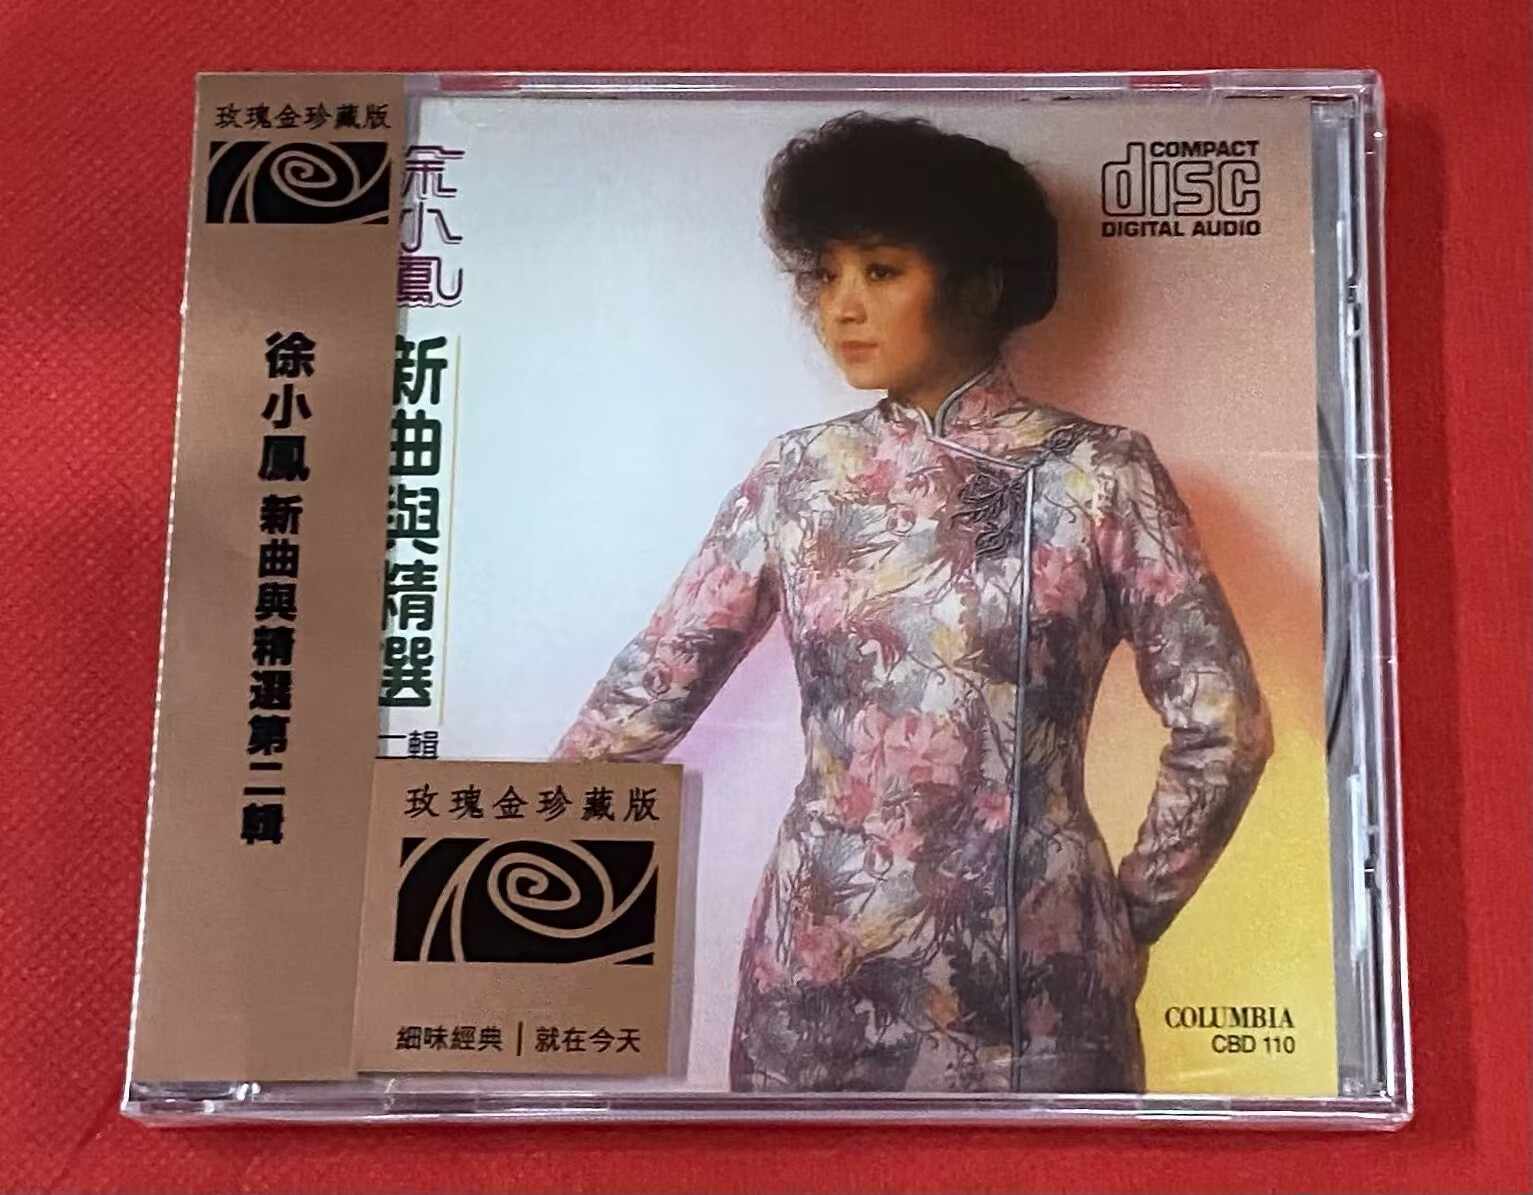 玫瑰金珍藏版
徐小鳳 新曲與精選第二輯
徐小鳳
新曲與精選
二輯
COMPACT
disc
DIGITAL AUDIO
玫瑰金珍藏版
細味經典｜就在今天
COLUMBIA
CBD 110